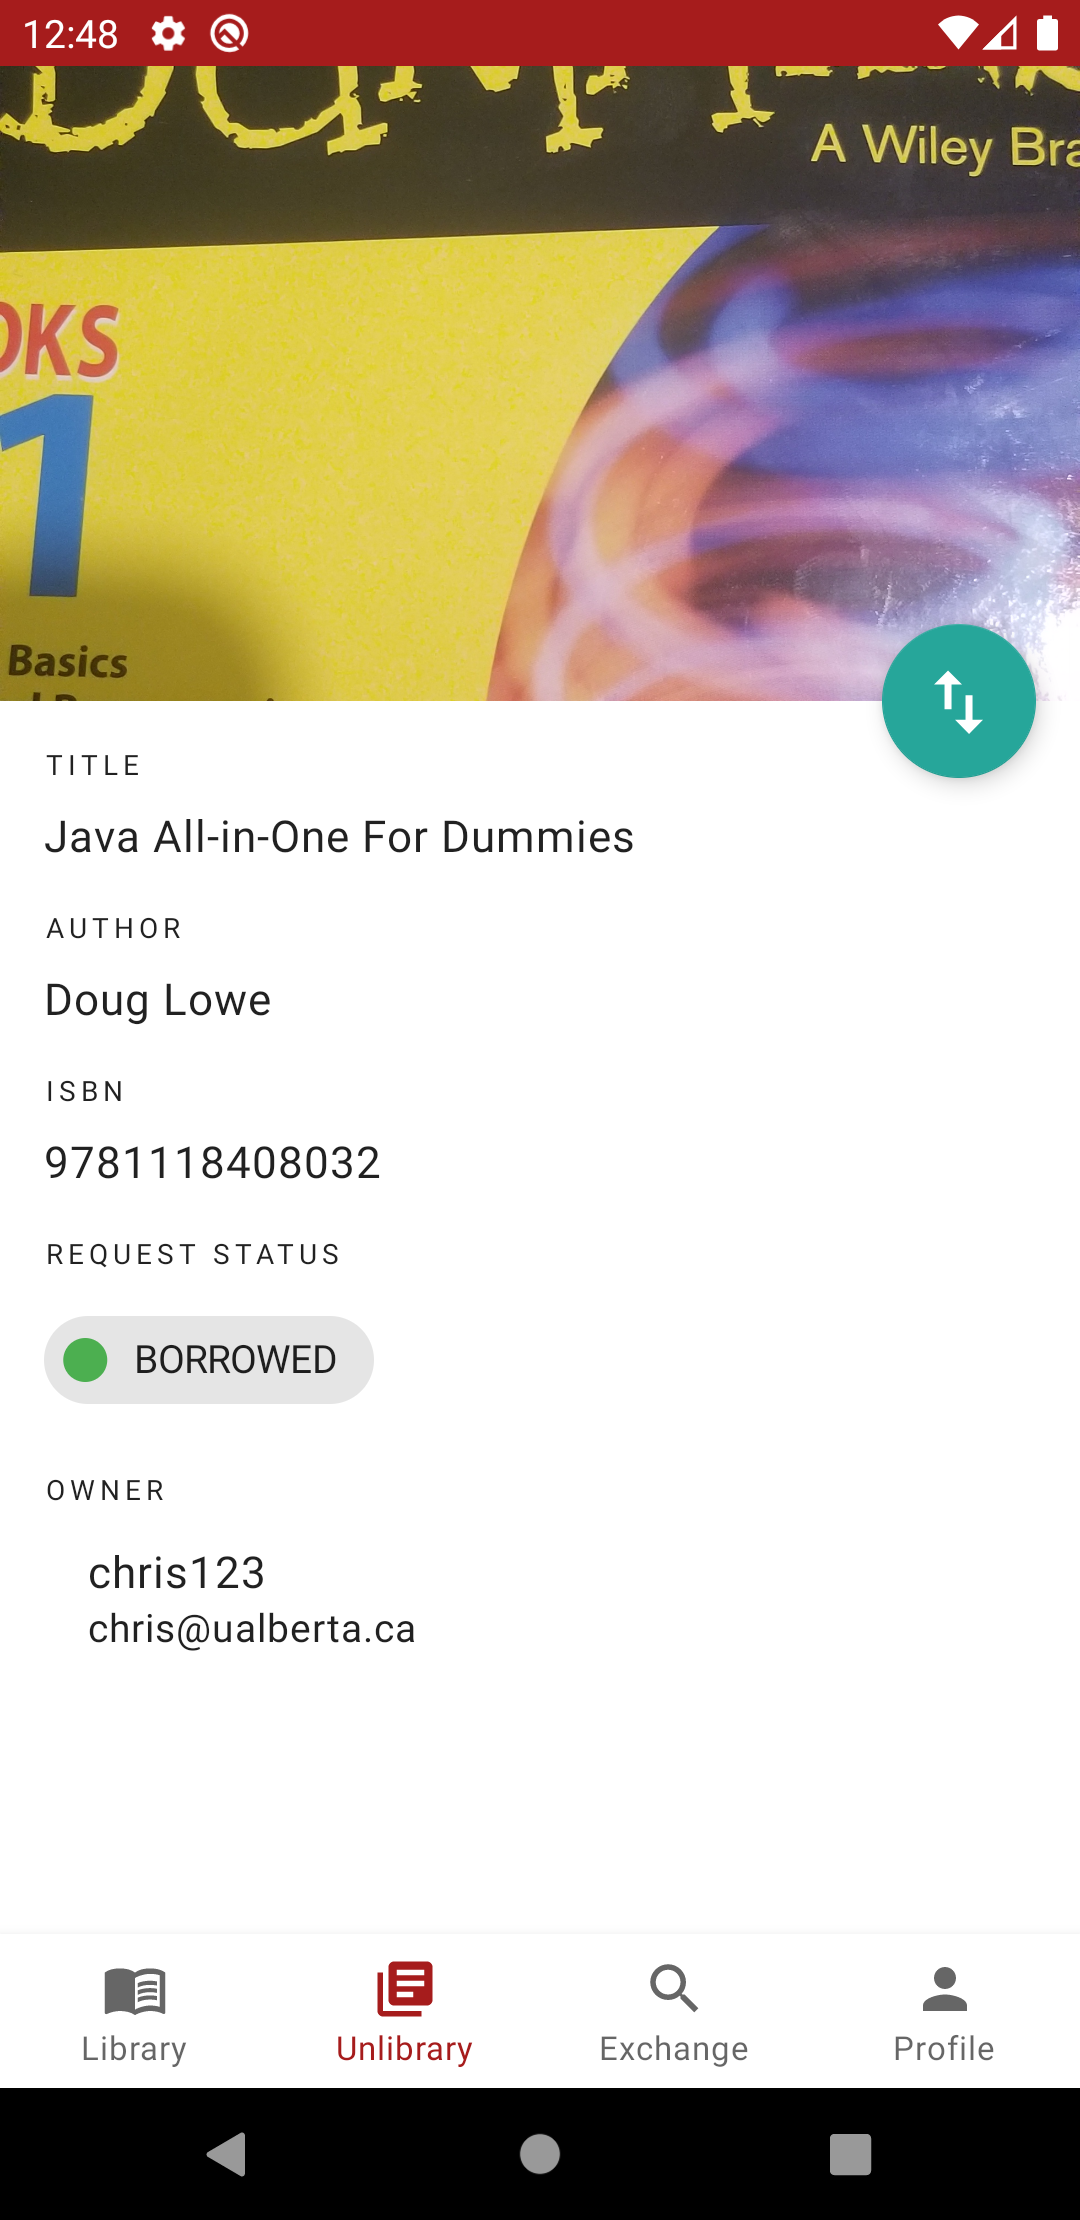 12:48
A Wiley Bra
OKS
1
Basics
TITLE
Java All-in-One For Dummies
AUTHOR
Doug Lowe
ISBN
9781118408032
REQUEST STATUS
BORROWED
OWNER
chris123
chris@ualberta.ca
Library
Unlibrary
Exchange
Profile